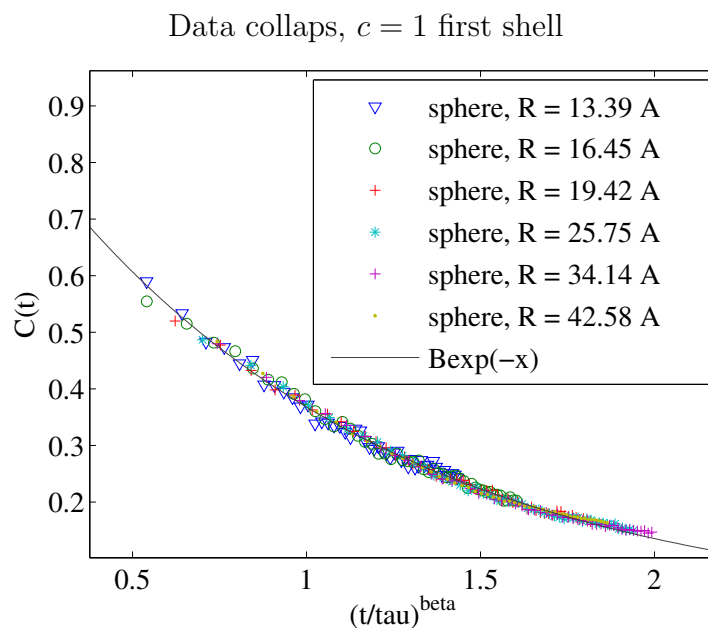 Data collaps, c = 1 first shell
0.9
0.8
0.7
0.6
0.5
0.4
0.3
0.2
C(t)
sphere, R = 13.39 A
sphere, R = 16.45 A
sphere, R = 19.42 A
sphere, R = 25.75 A
sphere, R = 34.14 A
sphere, R = 42.58 A
Bexp(−x)
0.5 1 1.5 2
(t/tau)^beta